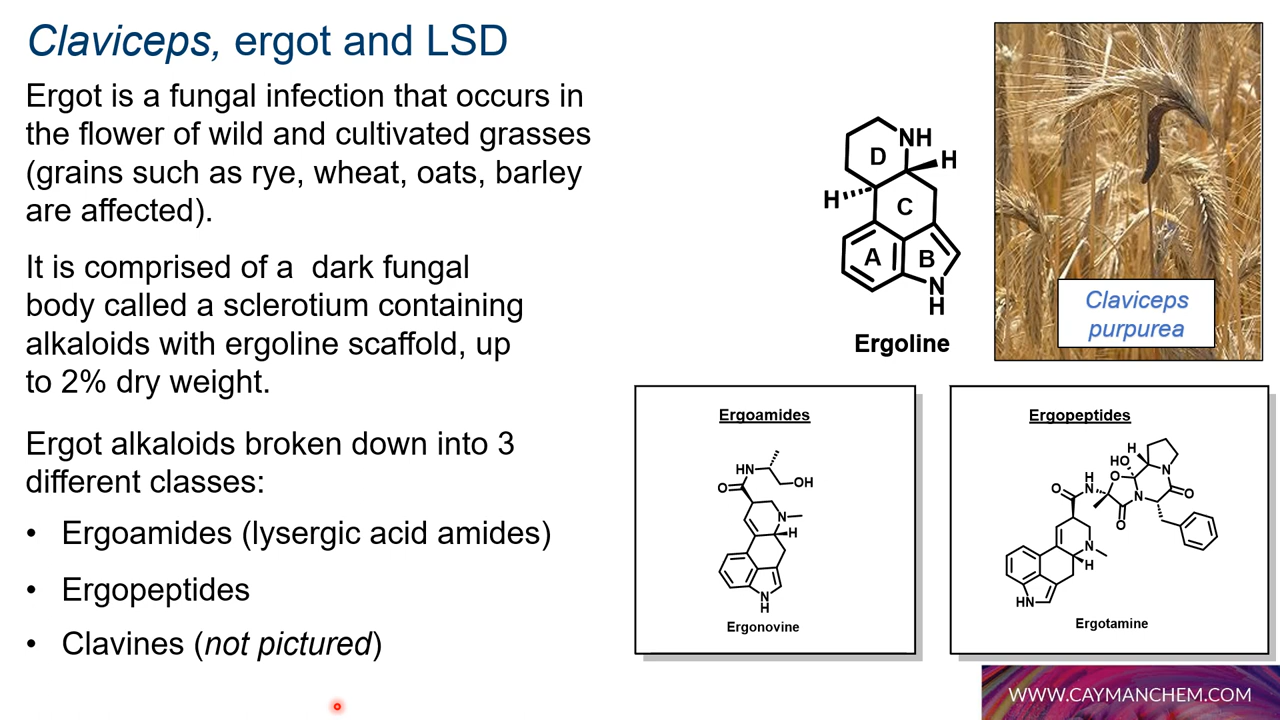 Claviceps, ergot and LSD
Ergot is a fungal infection that occurs in
the flower of wild and cultivated grasses
(grains such as rye, wheat, oats, barley
are affected).
It is comprised of a dark fungal
body called a sclerotium containing
alkaloids with ergoline scaffold, up
to 2% dry weight.
Ergot alkaloids broken down into 3
different classes:
• Ergoamides (lysergic acid amides)
• Ergopeptides
• Clavines (not pictured)
NH
D
H
H
C
A
B
N
H
Ergoline
Claviceps
purpurea
Ergoamides
HN
OH
O
N
H
N
H
Ergonovine
Ergopeptides
H
HO
H
N
O
O
N
N
O
O
N
H
HN
Ergotamine
WWW.CAYMANCHEM.COM